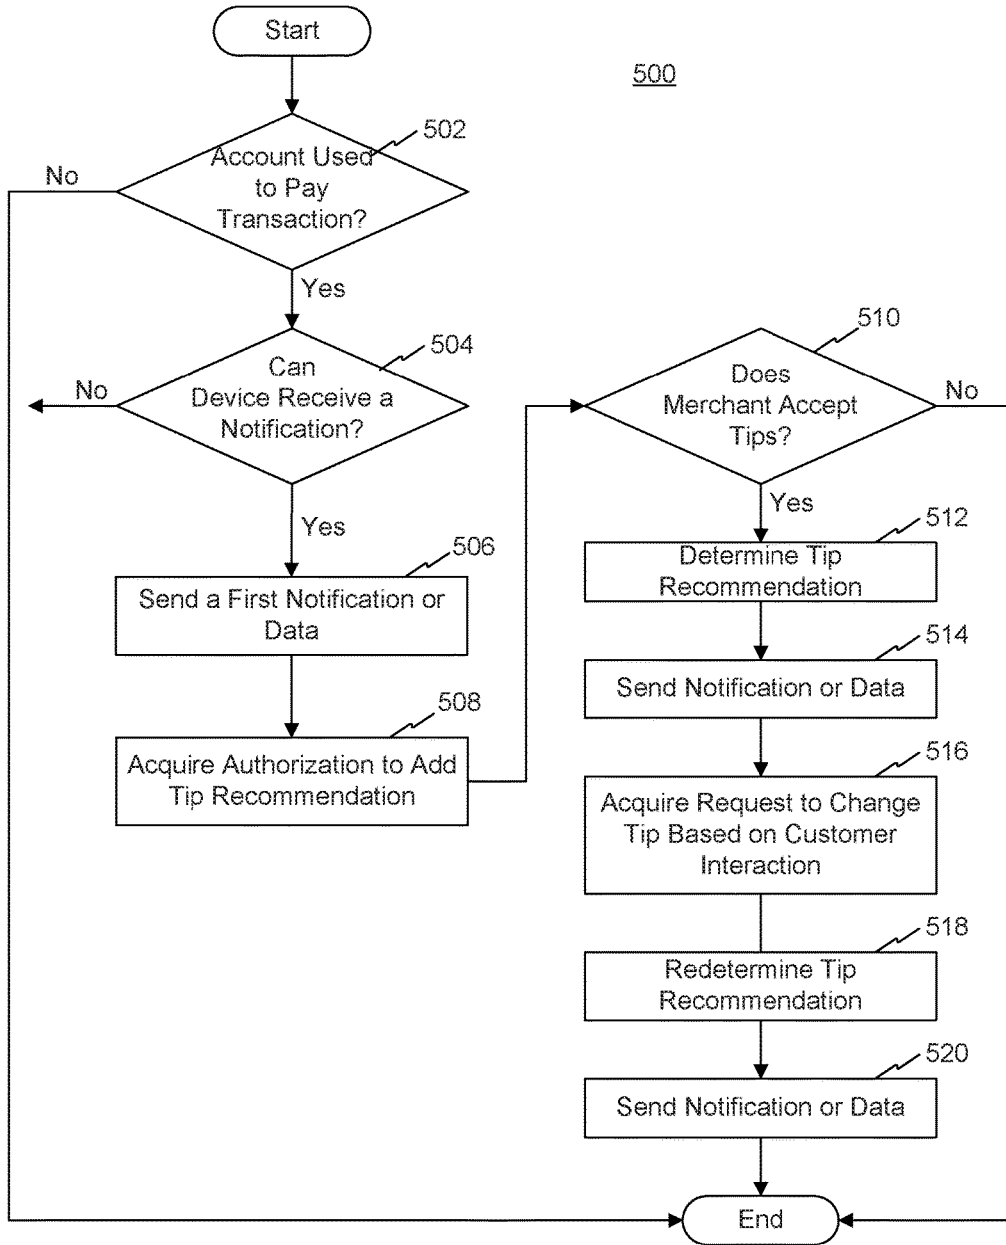 Start
500
502
Account Used
to Pay
Transaction?
No
Yes
504
Can
Device Receive a
Notification?
No
Yes
506
Send a First Notification or
Data
508
Acquire Authorization to Add
Tip Recommendation
510
Does
Merchant Accept
Tips?
No
Yes
512
Determine Tip
Recommendation
514
Send Notification or Data
516
Acquire Request to Change
Tip Based on Customer
Interaction
518
Redetermine Tip
Recommendation
520
Send Notification or Data
End